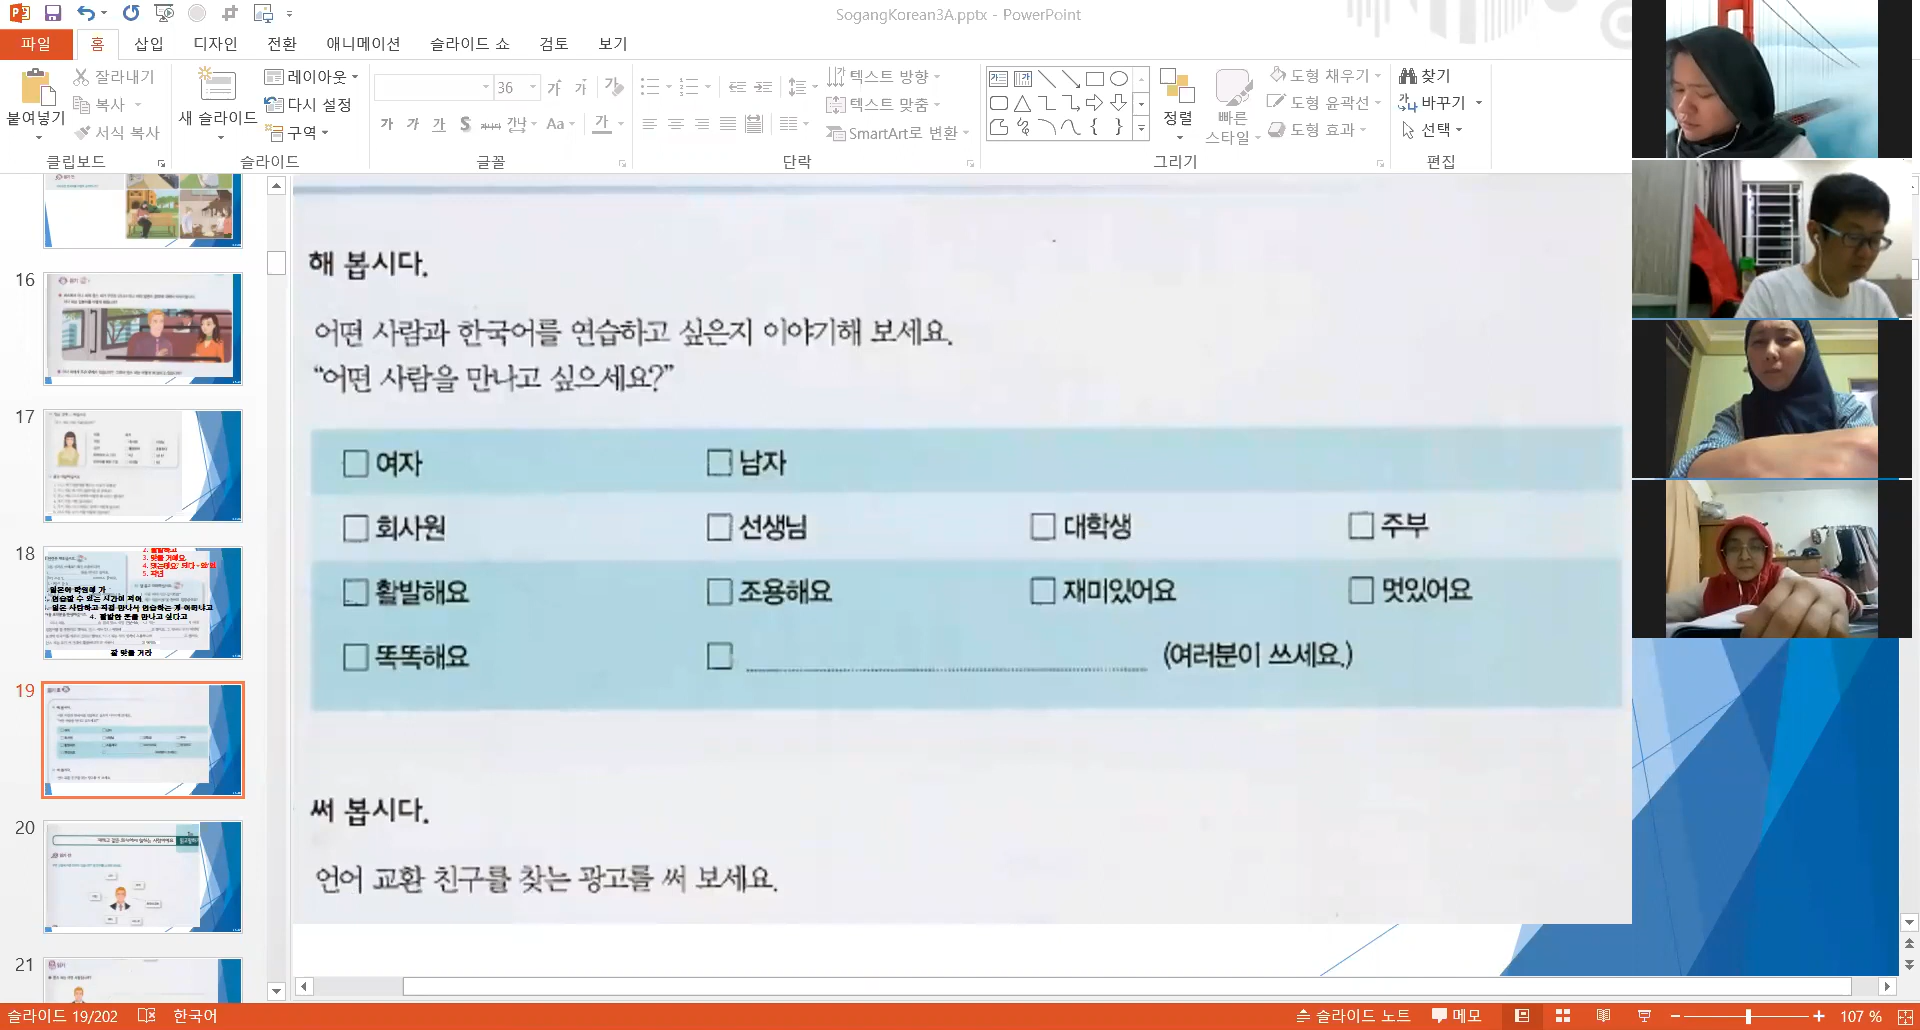 SogangKorean3A.pptx - PowerPoint
파일 홈 삽입 디자인 전환 애니메이션 슬라이드 쇼 검토 보기
붙여넣기 잘라내기 복사 서식 복사 클립보드
새 슬라이드 레이아웃 다시 설정 구역 슬라이드
36 가 가 가 가 가 S Aa 가 글꼴
텍스트 방향 텍스트 맞춤 SmartArt로 변환 단락
정렬 빠른 스타일 도형 채우기 도형 윤곽선 도형 효과 그리기
찾기 바꾸기 선택 편집
16
17
18
19
20
21
해 봅시다.
어떤 사람과 한국어를 연습하고 싶은지 이야기해 보세요.
“어떤 사람을 만나고 싶으세요?”
여자 남자
회사원 선생님 대학생 주부
활발해요 조용해요 재미있어요 멋있어요
똑똑해요 (여러분이 쓰세요.)
써 봅시다.
언어 교환 친구를 찾는 광고를 써 보세요.
슬라이드 19/202 한국어 슬라이드 노트 메모 107 %